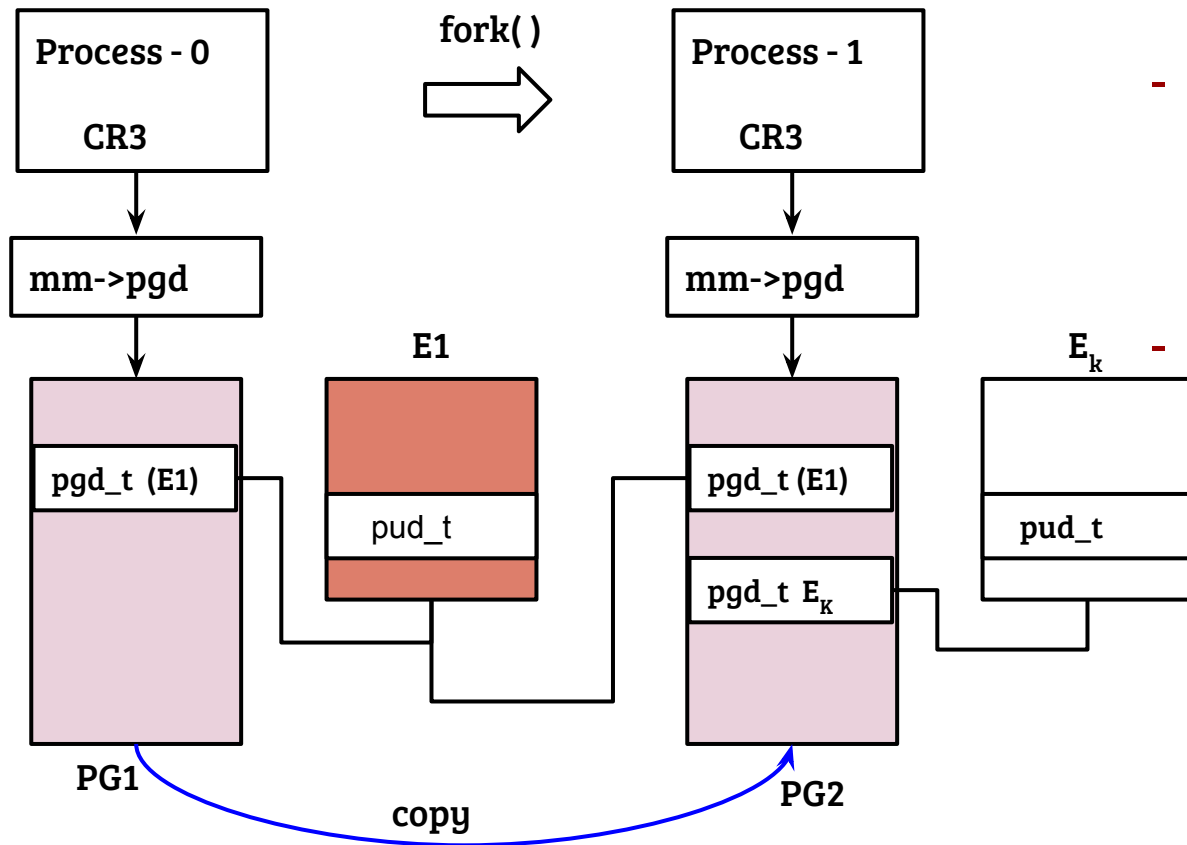 Process - 0
fork( )
Process - 1
-
CR3
CR3
mm->pgd
mm->pgd
E1
Ek
-
pgd_t (E1)
pud_t
pgd_t (E1)
pud_t
pgd_t EK
PG1
copy
PG2